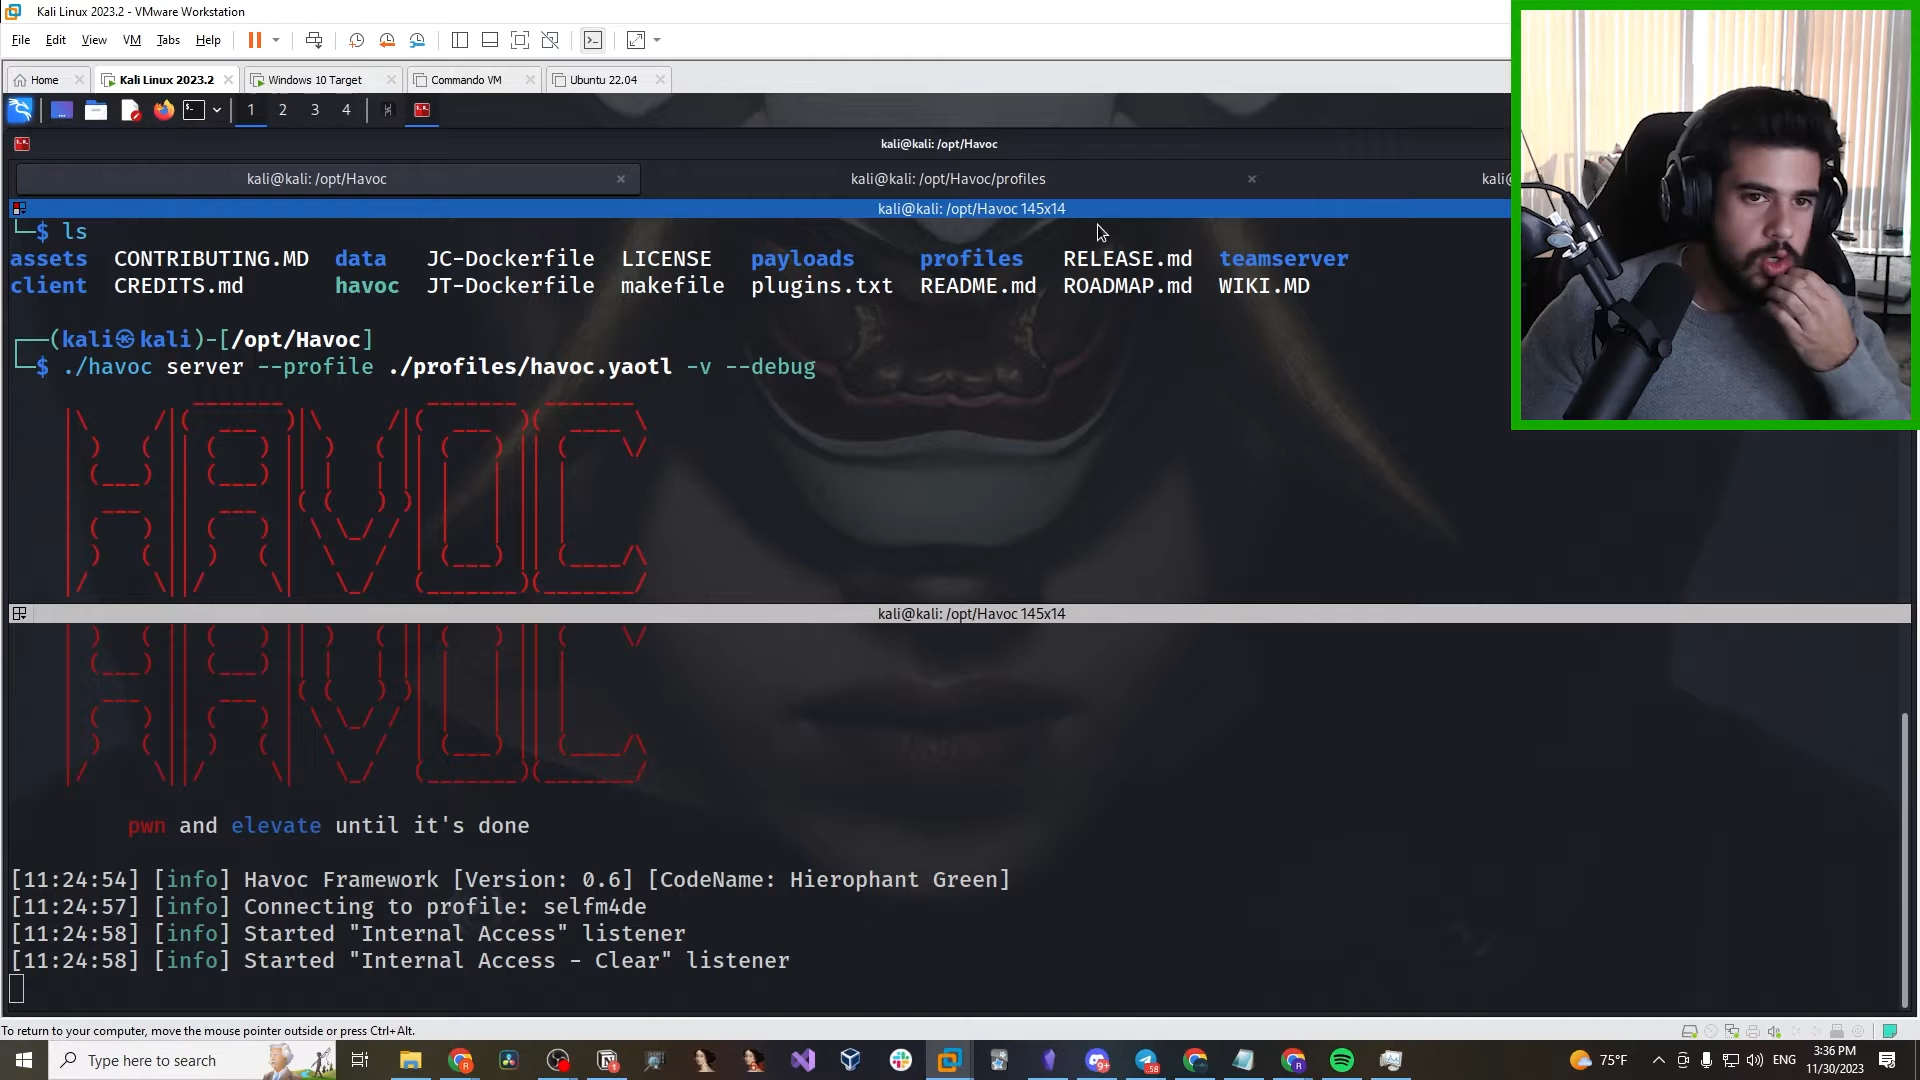 Kali Linux 2023.2 - VMware Workstation
File Edit View VM Tabs Help
Home Kali Linux 2023.2 Windows 10 Target Commando VM Ubuntu 22.04
1 2 3 4
kali@kali: /opt/Havoc
kali@kali: /opt/Havoc kali@kali: /opt/Havoc/profiles
kali@kali: /opt/Havoc 145x14
└─$ ls
assets CONTRIBUTING.MD data JC-Dockerfile LICENSE payloads profiles RELEASE.md teamserver
client CREDITS.md havoc JT-Dockerfile makefile plugins.txt README.md ROADMAP.md WIKI.MD
┌──(kali㉿kali)-[/opt/Havoc]
└─$ ./havoc server --profile ./profiles/havoc.yaotl -v --debug
HAVOC
kali@kali: /opt/Havoc 145x14
HAVOC
pwn and elevate until it's done
[11:24:54] [info] Havoc Framework [Version: 0.6] [CodeName: Hierophant Green]
[11:24:57] [info] Connecting to profile: selfm4de
[11:24:58] [info] Started "Internal Access" listener
[11:24:58] [info] Started "Internal Access - Clear" listener
To return to your computer, move the mouse pointer outside or press Ctrl+Alt.
Type here to search
75°F
ENG
3:36 PM
11/30/2023